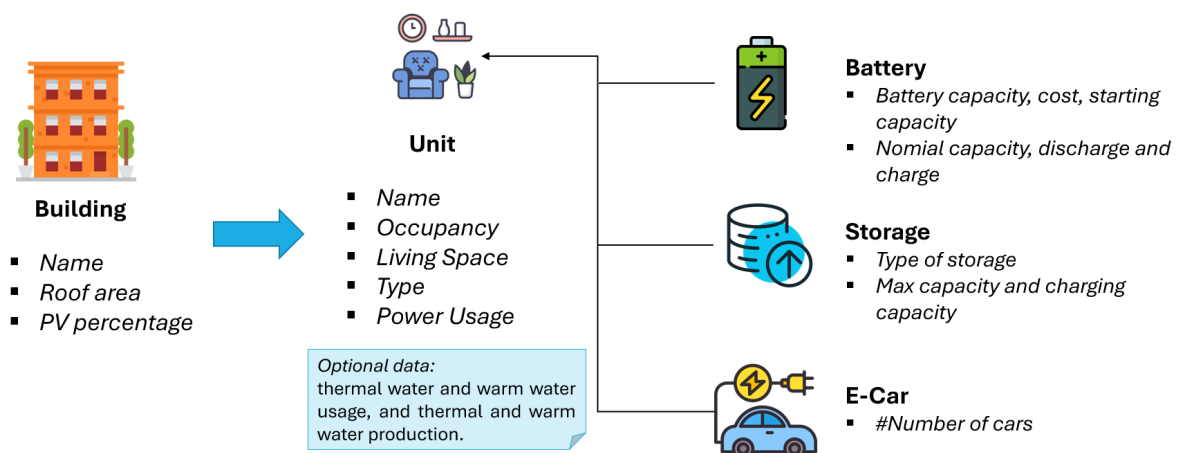 Building
▪ Name
▪ Roof area
▪ PV percentage
Unit
▪ Name
▪ Occupancy
▪ Living Space
▪ Type
▪ Power Usage
Optional data:
thermal water and warm water
usage, and thermal and warm
water production.
Battery
▪ Battery capacity, cost, starting
capacity
▪ Nomial capacity, discharge and
charge
Storage
▪ Type of storage
▪ Max capacity and charging
capacity
E-Car
▪ #Number of cars